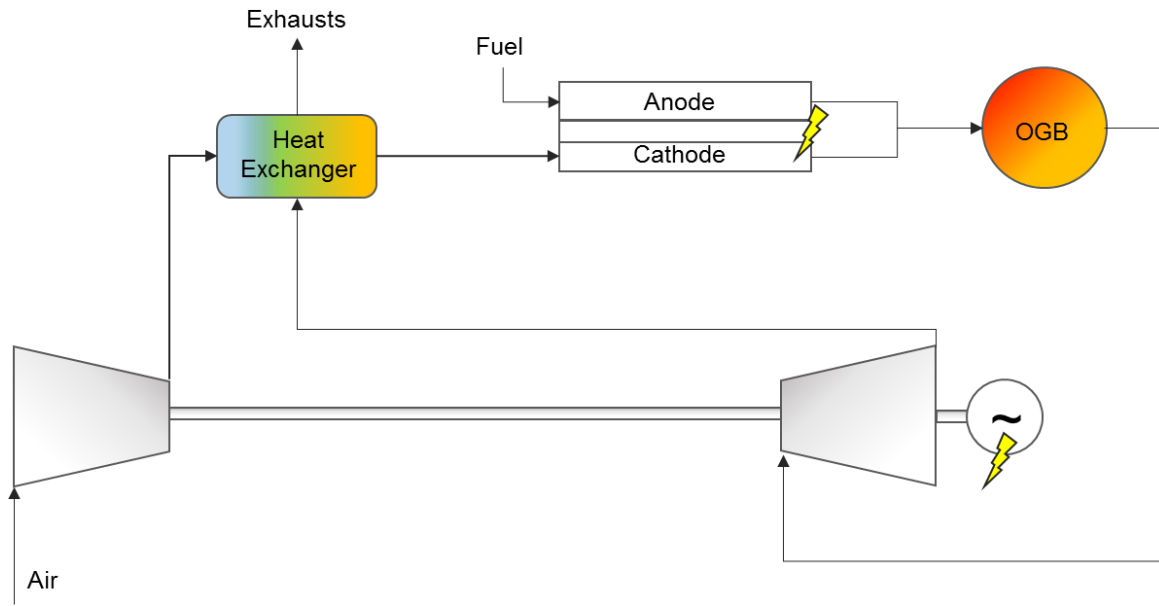 Exhausts
Fuel
Heat
Exchanger
Anode
Cathode
OGB
~
Air